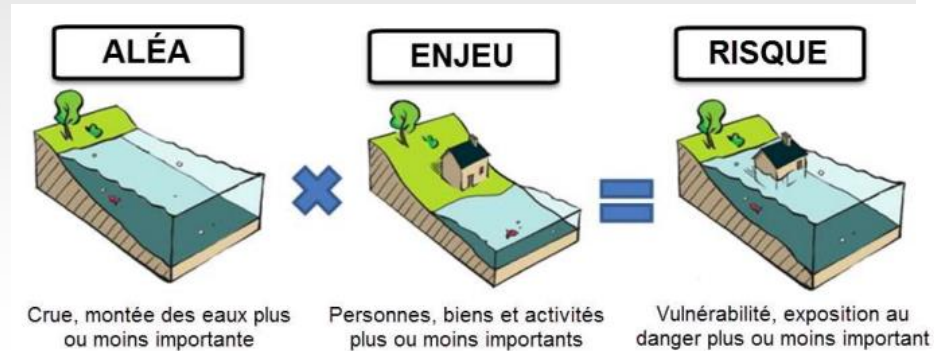 ALÉA
ENJEU
RISQUE
Crue, montée des eaux plus
ou moins importante
Personnes, biens et activités
plus ou moins importants
Vulnérabilité, exposition au
danger plus ou moins important